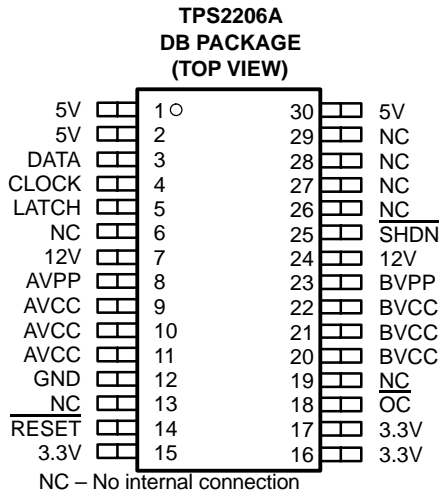 TPS2206A
DB PACKAGE
(TOP VIEW)
5V 1 30 5V
5V 2 29 NC
DATA 3 28 NC
CLOCK 4 27 NC
LATCH 5 26 NC
NC 6 25 SHDN
12V 7 24 12V
AVPP 8 23 BVPP
AVCC 9 22 BVCC
AVCC 10 21 BVCC
AVCC 11 20 BVCC
GND 12 19 NC
NC 13 18 OC
RESET 14 17 3.3V
3.3V 15 16 3.3V
NC – No internal connection